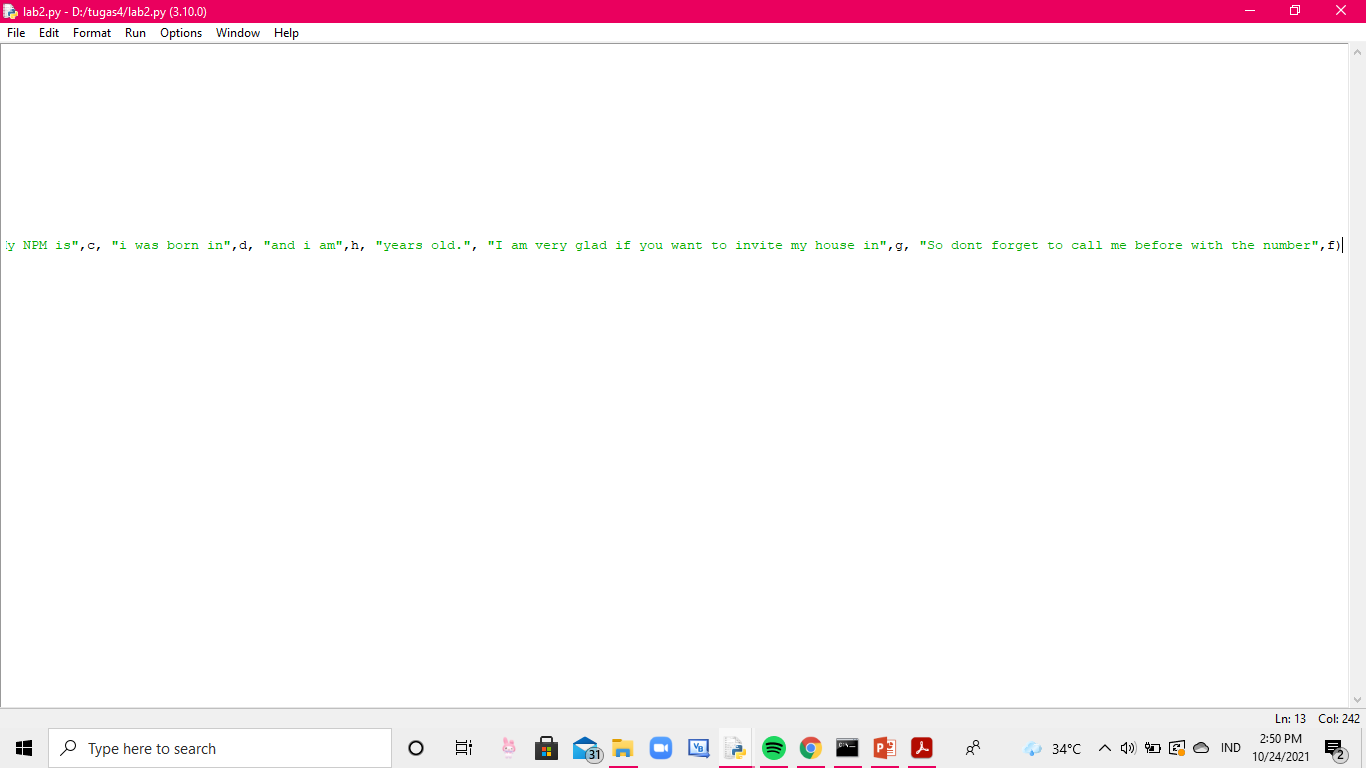 lab2.py - D:/tugas4/lab2.py (3.10.0)
File Edit Format Run Options Window Help
y NPM is",c, "i was born in",d, "and i am",h, "years old.", "I am very glad if you want to invite my house in",g, "So dont forget to call me before with the number",f)
Ln: 13 Col: 242
Type here to search
31
VB
C:\.
34°C
IND
2:50 PM
10/24/2021
2